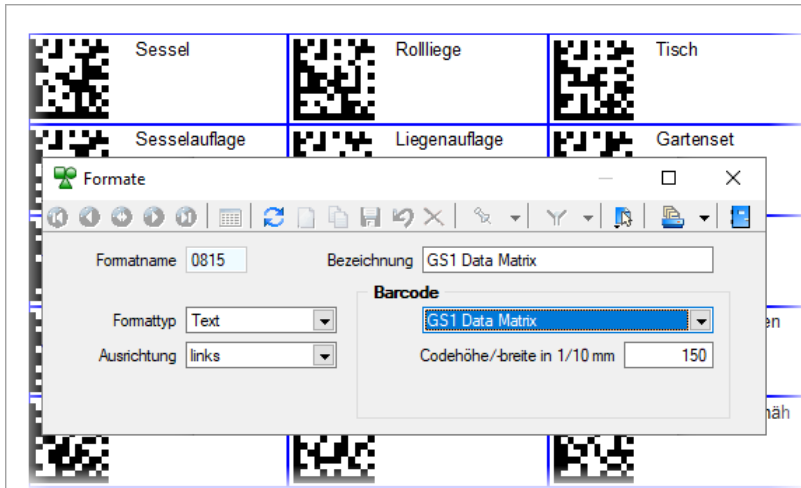 Sessel Rollliege Tisch
Sesselauflage Liegenauflage Gartenset
Formate
Formatname 0815 Bezeichnung GS1 Data Matrix
Barcode
Formattyp Text GS1 Data Matrix
Ausrichtung links Codehöhe/-breite in 1/10 mm 150